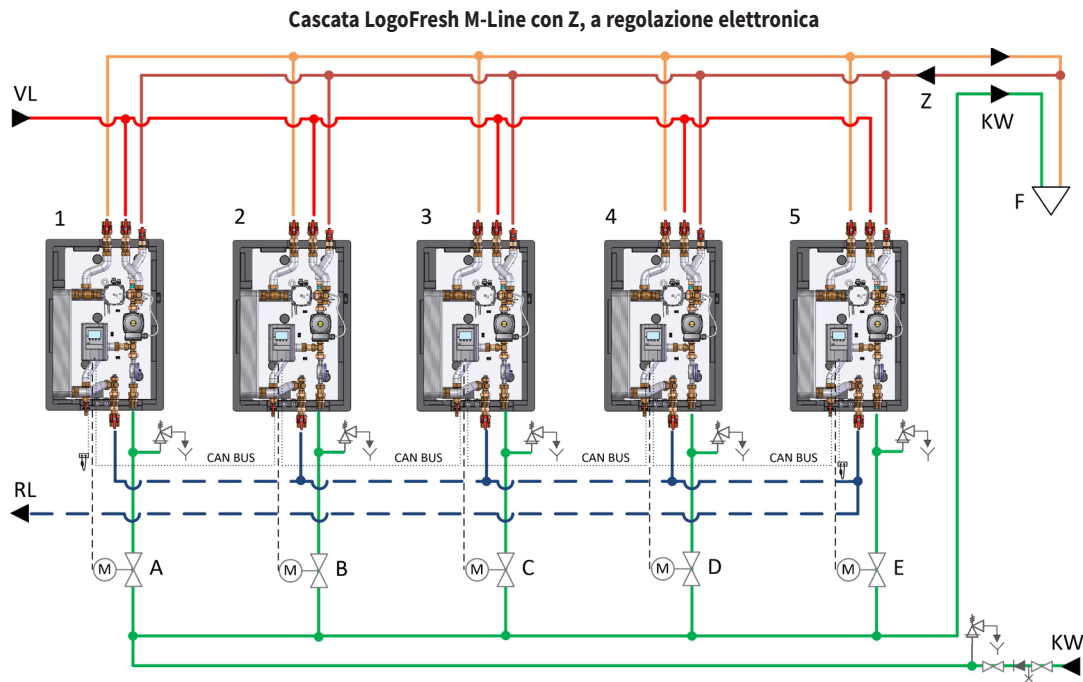 Cascata LogoFresh M-Line con Z, a regolazione elettronica
VL
Z
KW
F
1
2
3
4
5
CAN BUS
CAN BUS
CAN BUS
CAN BUS
RL
M
A
M
B
M
C
M
D
M
E
KW